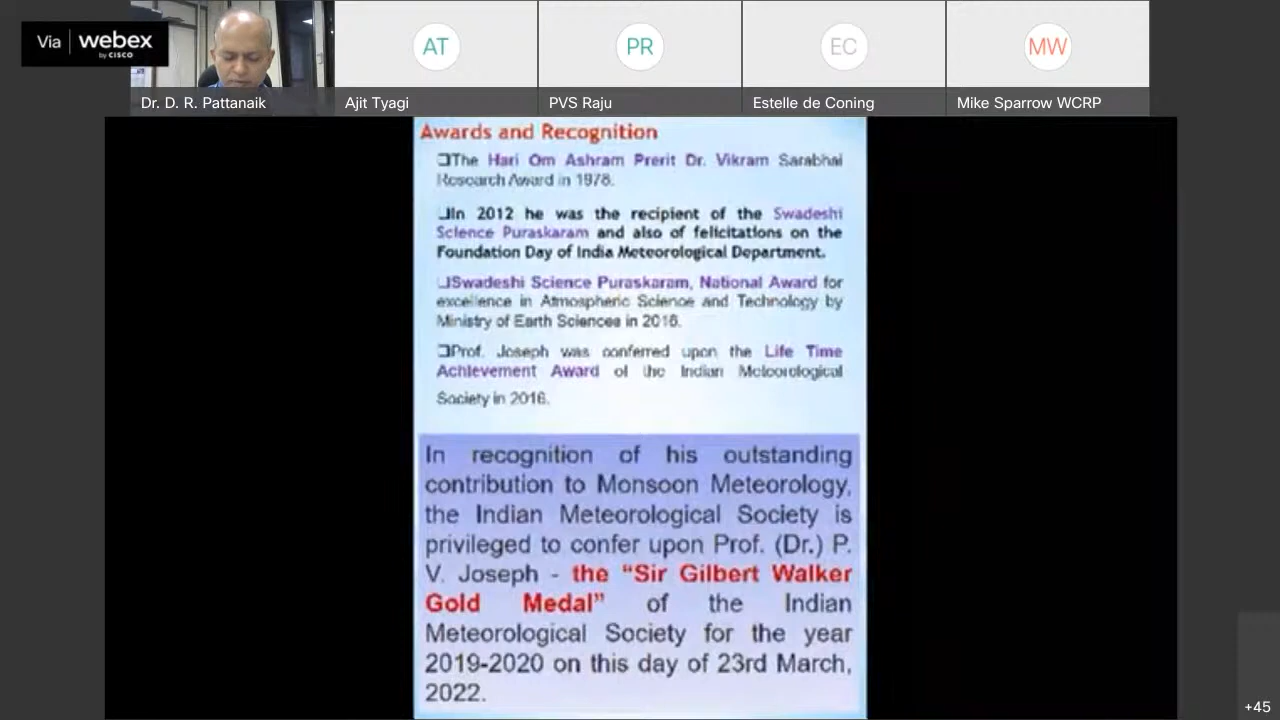 Via webex
by CISCO
AT
PR
EC
MW
Dr. D. R. Pattanaik
Ajit Tyagi
PVS Raju
Estelle de Coning
Mike Sparrow WCRP
Awards and Recognition
❑The Hari Om Ashram Prerit Dr. Vikram Sarabhai
Research Award in 1978.
❑In 2012 he was the recipient of the Swadeshi
Science Puraskaram and also of felicitations on the
Foundation Day of India Meteorological Department.
❑Swadeshi Science Puraskaram, National Award for
excellence in Atmospheric Science and Technology by
Ministry of Earth Sciences in 2016.
❑Prof. Joseph was conferred upon the Life Time
Achievement Award of the Indian Meteorological
Society in 2016.
In recognition of his outstanding
contribution to Monsoon Meteorology,
the Indian Meteorological Society is
privileged to confer upon Prof. (Dr.) P.
V. Joseph - the “Sir Gilbert Walker
Gold Medal” of the Indian
Meteorological Society for the year
2019-2020 on this day of 23rd March,
2022.
+45